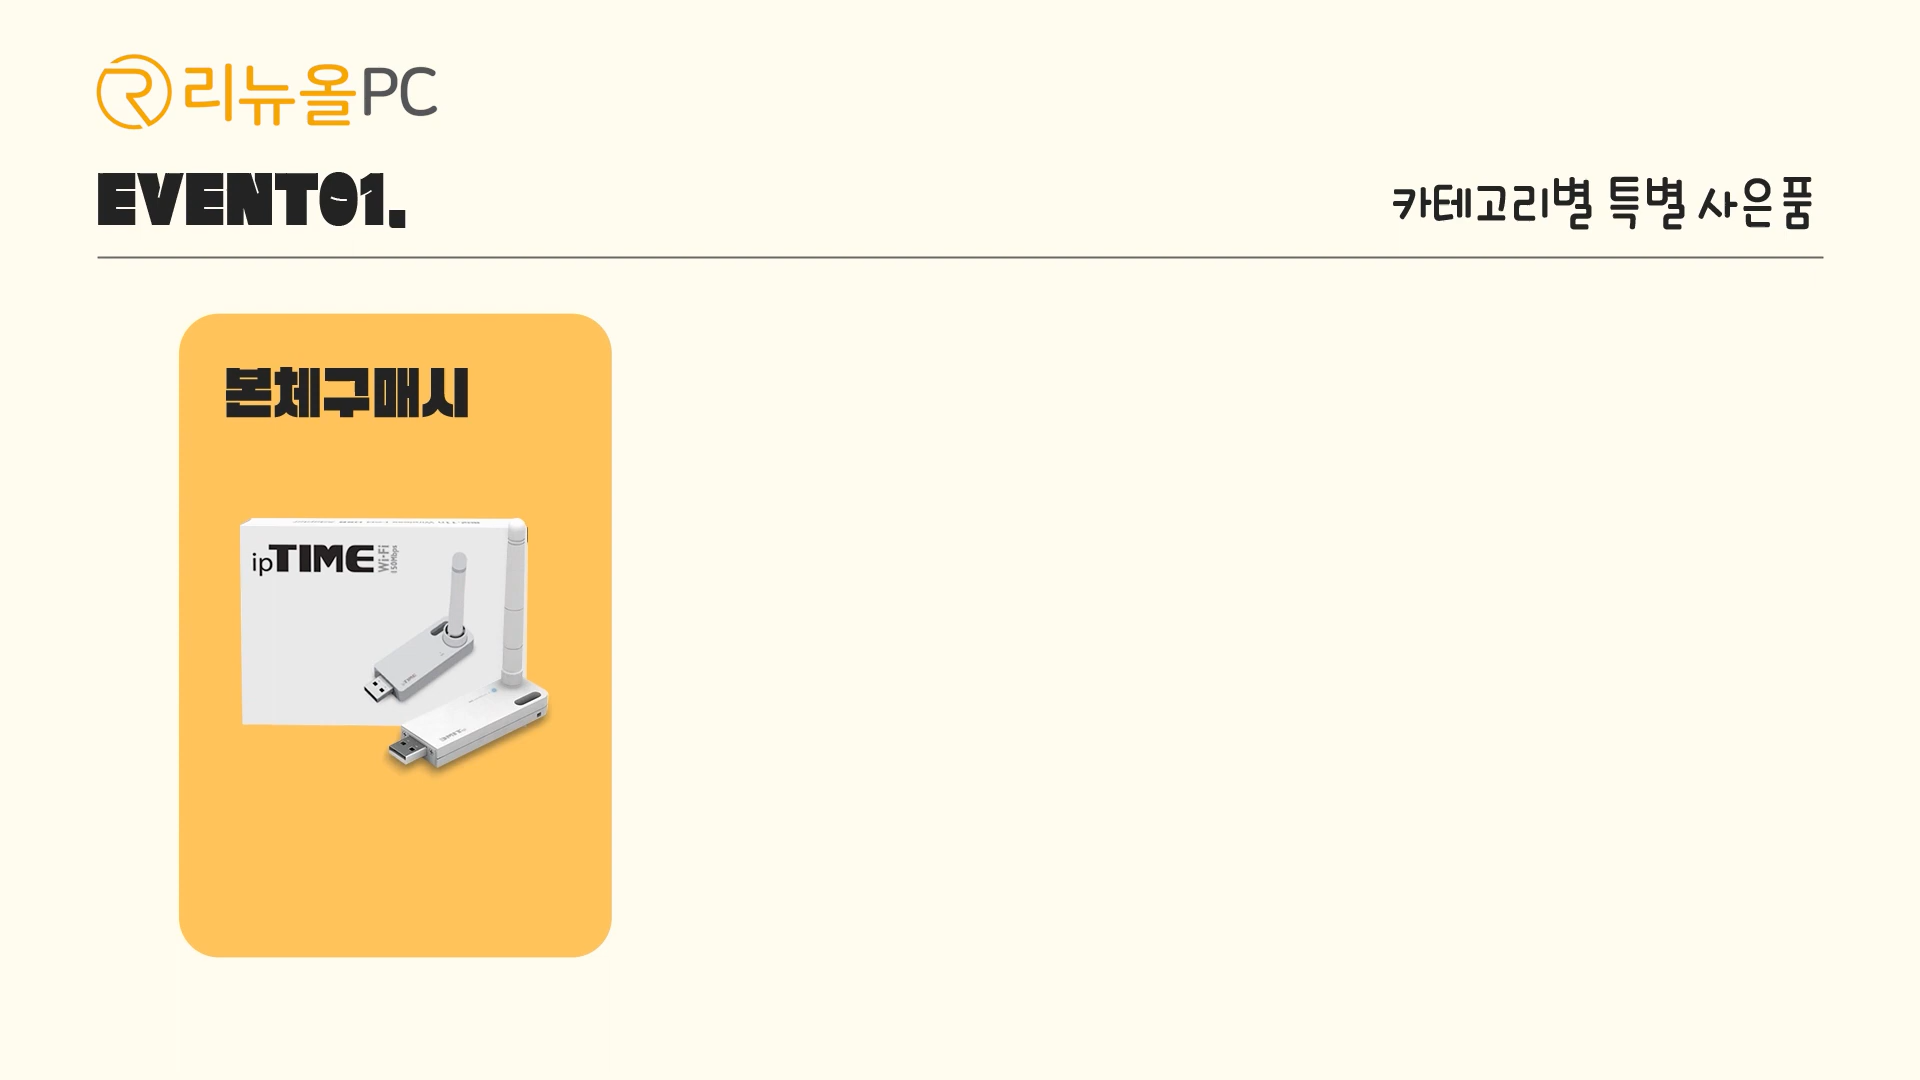 리뉴올PC
EVENT01.
카테고리별 특별 사은품
본체구매시
ipTIME
Wi-Fi
150Mbps